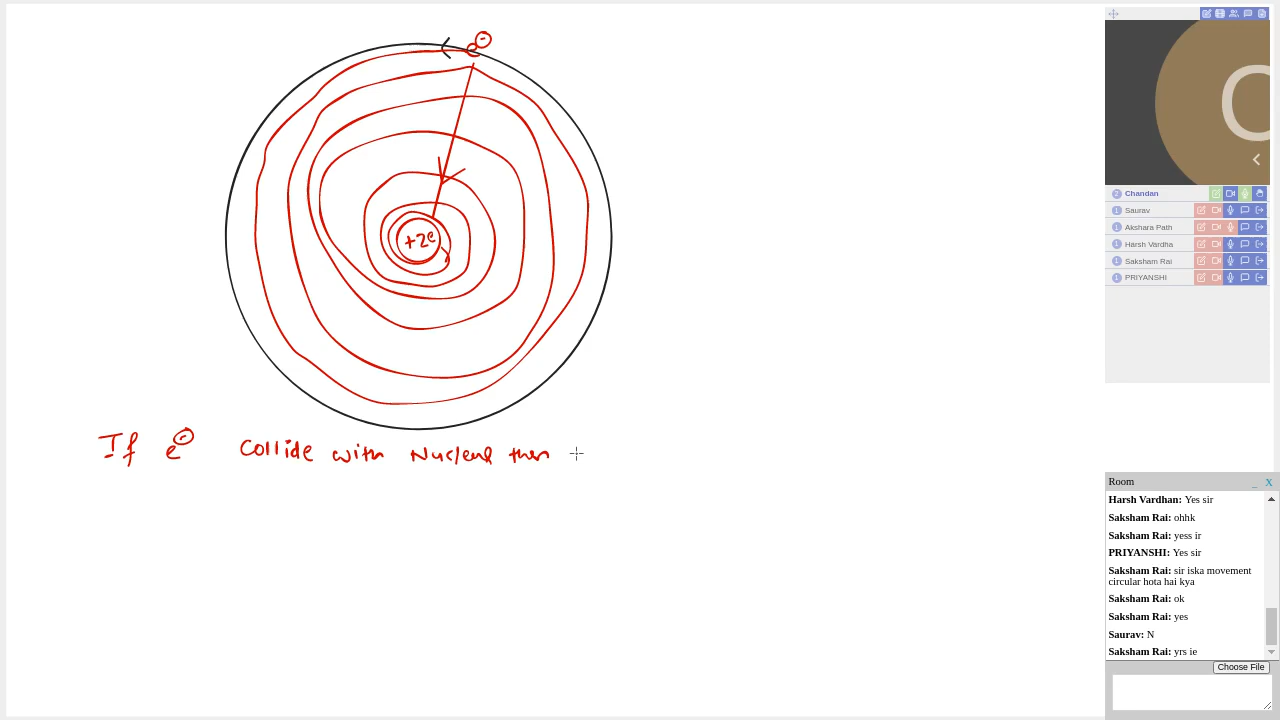 e⊖
+2e
If e⊖ Collide with Nuclend then
Chandan
Saurav
Akshara Path
Harsh Vardha
Saksham Rai
PRIYANSHI
Room _ X
Harsh Vardhan: Yes sir
Saksham Rai: ohhk
Saksham Rai: yess ir
PRIYANSHI: Yes sir
Saksham Rai: sir iska movement
circular hota hai kya
Saksham Rai: ok
Saksham Rai: yes
Saurav: N
Saksham Rai: yrs ie
Choose File